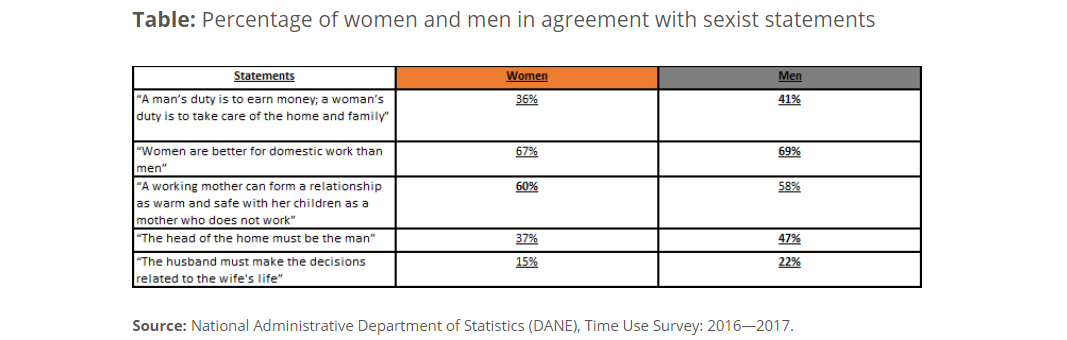 Table: Percentage of women and men in agreement with sexist statements
Statements Women Men
“A man’s duty is to earn money; a woman’s 36% 41%
duty is to take care of the home and family”
“Women are better for domestic work than 67% 69%
men”
“A working mother can form a relationship 60% 58%
as warm and safe with her children as a
mother who does not work”
“The head of the home must be the man” 37% 47%
“The husband must make the decisions 15% 22%
related to the wife's life”
Source: National Administrative Department of Statistics (DANE), Time Use Survey: 2016—2017.